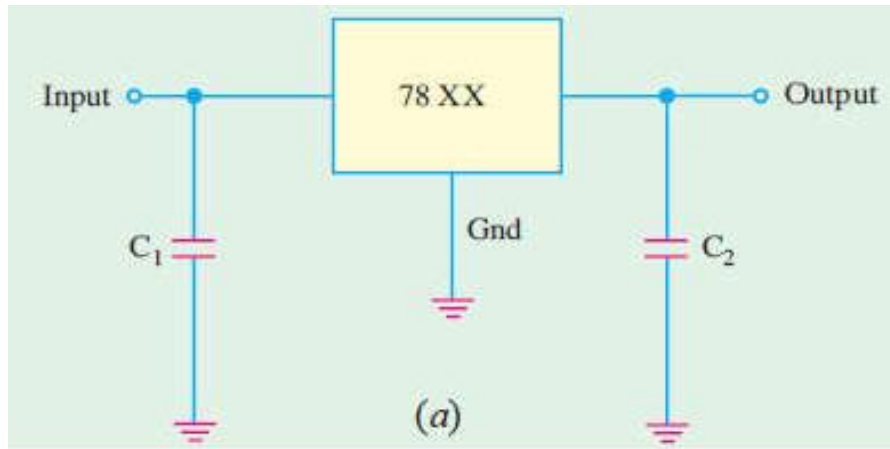 Input
78 XX
Output
Gnd
C1
C2
(a)